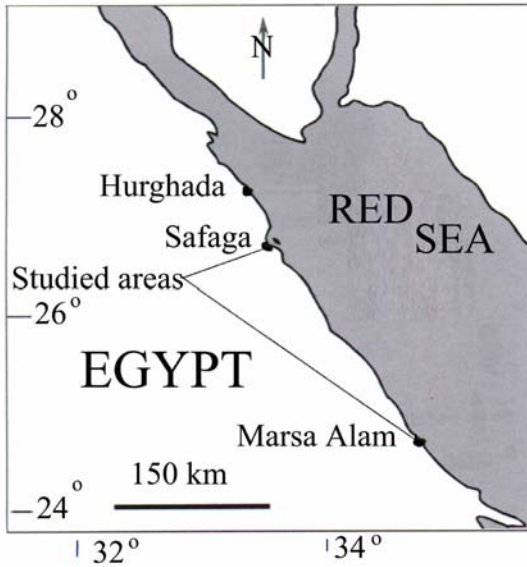 N
28°
Hurghada
RED
SEA
Safaga
Studied areas
26°
EGYPT
Marsa Alam
150 km
24°
32°
34°